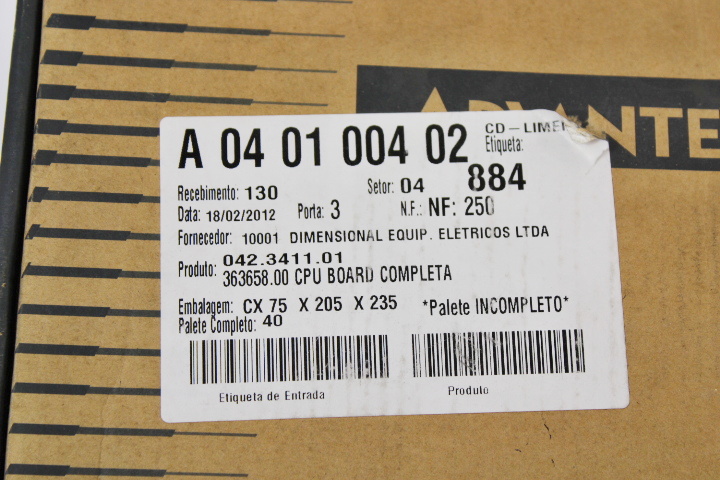 ADVANTE
A 04 01 004 02 CD-LIMEI
Etiqueta:
Recebimento: 130 Setor: 04 884
Data: 18/02/2012 Porta: 3 N.F.: NF: 250
Fornecedor: 10001 DIMENSIONAL EQUIP. ELETRICOS LTDA
Produto: 042.3411.01
363658.00 CPU BOARD COMPLETA
Embalagem: CX 75 X 205 X 235 *Palete INCOMPLETO*
Palete Completo: 40
Etiqueta de Entrada Produto